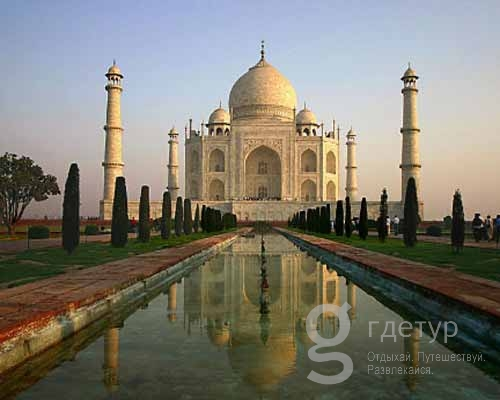 g гдетур
Отдыхай. Путешествуй.
Развлекайся.